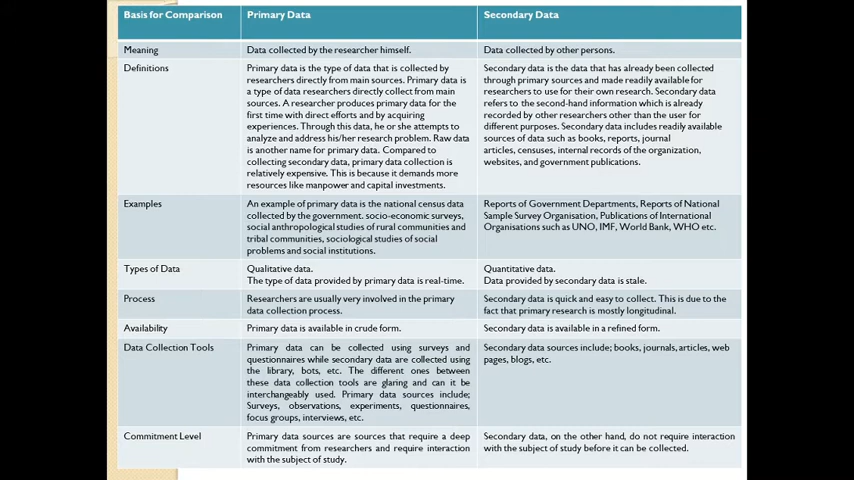 Basis for Comparison
Primary Data
Secondary Data
Meaning
Data collected by the researcher himself.
Data collected by other persons.
Definitions
Primary data is the type of data that is collected by
researchers directly from main sources. Primary data is
a type of data researchers directly collect from main
sources. A researcher produces primary data for the
first time with direct efforts and by acquiring
experiences. Through this data, he or she attempts to
analyze and address his/her research problem. Raw data
is another name for primary data. Compared to
collecting secondary data, primary data collection is
relatively expensive. This is because it demands more
resources like manpower and capital investments.
Secondary data is the data that has already been collected
through primary sources and made readily available for
researchers to use for their own research. Secondary data
refers to the second-hand information which is already
recorded by other researchers other than the user for
different purposes. Secondary data includes readily available
sources of data such as books, reports, journal
articles, censuses, internal records of the organization,
websites, and government publications.
Examples
An example of primary data is the national census data
collected by the government. socio-economic surveys,
social anthropological studies of rural communities and
tribal communities, sociological studies of social
problems and social institutions.
Reports of Government Departments, Reports of National
Sample Survey Organisation, Publications of International
Organisations such as UNO, IMF, World Bank, WHO etc.
Types of Data
Qualitative data.
The type of data provided by primary data is real-time.
Quantitative data.
Data provided by secondary data is stale.
Process
Researchers are usually very involved in the primary
data collection process.
Secondary data is quick and easy to collect. This is due to the
fact that primary research is mostly longitudinal.
Availability
Primary data is available in crude form.
Secondary data is available in a refined form.
Data Collection Tools
Primary data can be collected using surveys and
questionnaires while secondary data are collected using
the library, bots, etc. The different ones between
these data collection tools are glaring and can it be
interchangeably used. Primary data sources include;
Surveys, observations, experiments, questionnaires,
focus groups, interviews, etc.
Secondary data sources include; books, journals, articles, web
pages, blogs, etc.
Commitment Level
Primary data sources are sources that require a deep
commitment from researchers and require interaction
with the subject of study.
Secondary data, on the other hand, do not require interaction
with the subject of study before it can be collected.